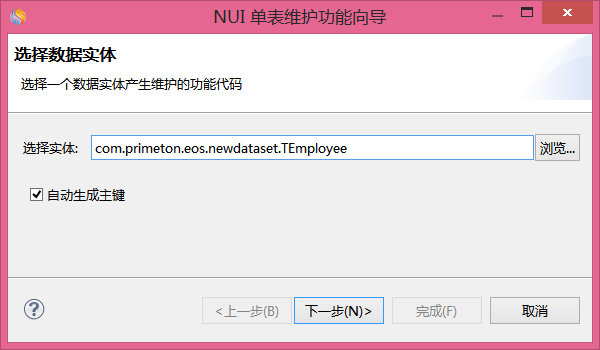 NUI 单表维护功能向导
选择数据实体
选择一个数据实体产生维护的功能代码
选择实体: com.primeton.eos.newdataset.TEmployee 浏览...
自动生成主键
<上一步(B) 下一步(N)> 完成(F) 取消